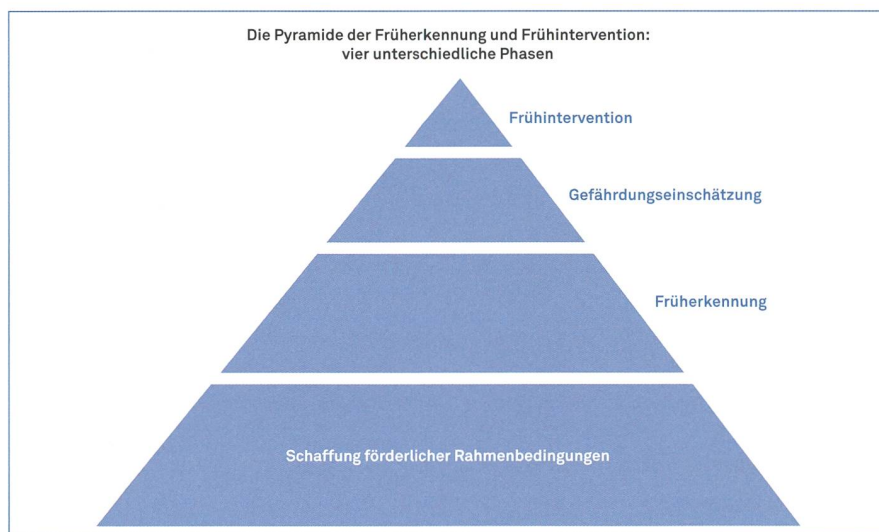 Die Pyramide der Früherkennung und Frühintervention:
vier unterschiedliche Phasen
Frühintervention
Gefährdungseinschätzung
Früherkennung
Schaffung förderlicher Rahmenbedingungen